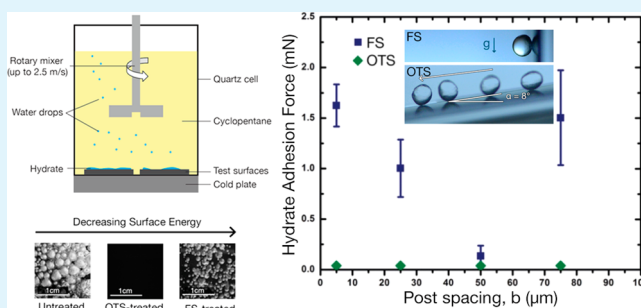 Rotary mixer
(up to 2.5 m/s)
Water drops
Hydrate
Quartz cell
Cyclopentane
Test surfaces
Cold plate
Decreasing Surface Energy
1cm
1cm
1cm
Untreated
OTS-treated
FS-treated
Hydrate Adhesion Force (mN)
2.5
2.0
1.5
1.0
0.5
0.0
FS
OTS
FS
g
OTS
α = 8°
0 10 20 30 40 50 60 70 80 90
Post spacing, b (µm)